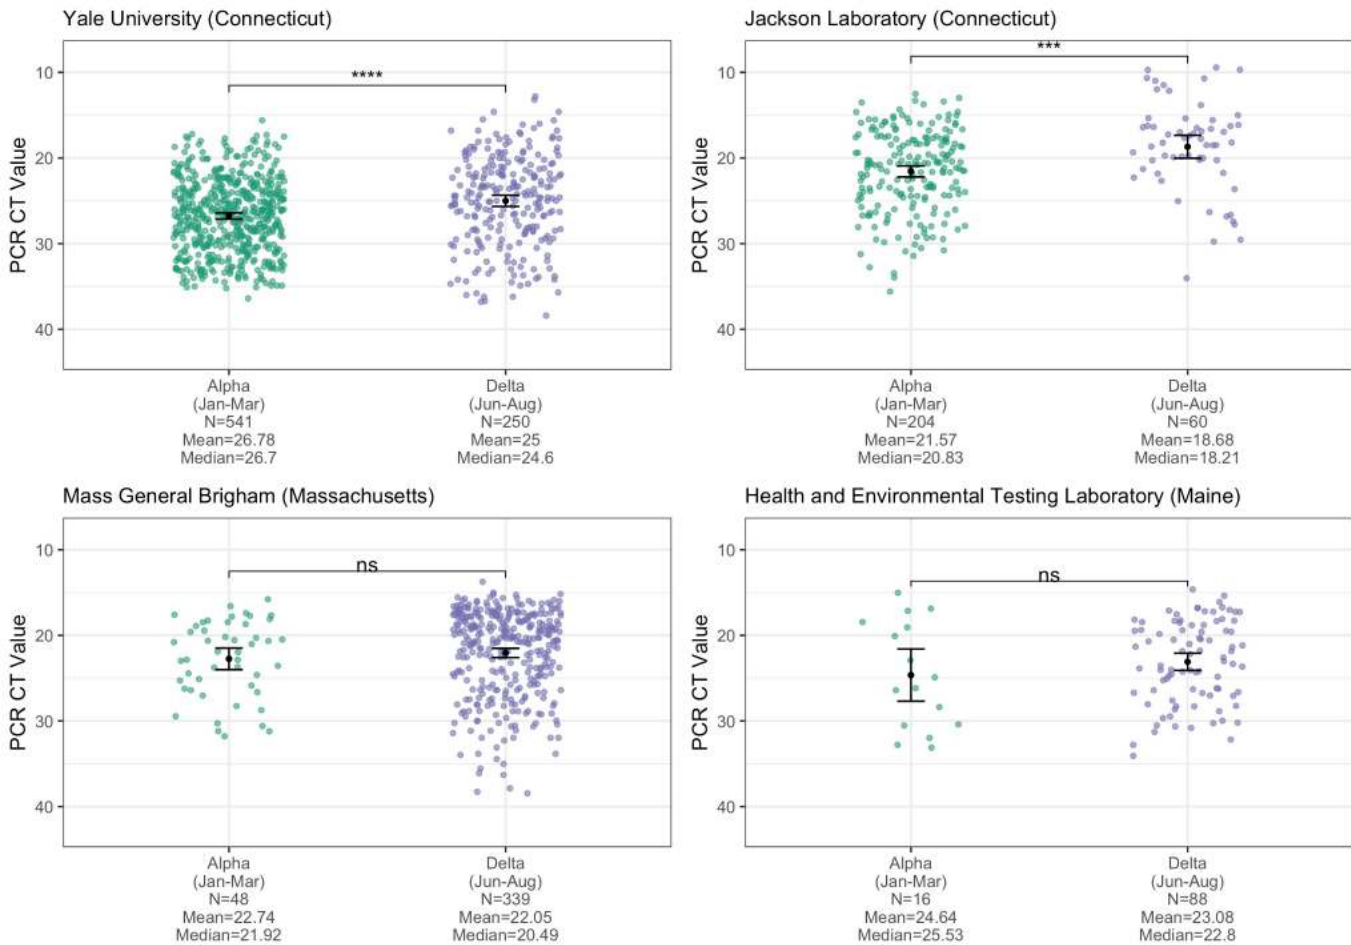 Yale University (Connecticut)
PCR CT Value
10
20
30
40
****
Alpha
(Jan-Mar)
N=541
Mean=26.78
Median=26.7
Delta
(Jun-Aug)
N=250
Mean=25
Median=24.6
Jackson Laboratory (Connecticut)
PCR CT Value
10
20
30
40
***
Alpha
(Jan-Mar)
N=204
Mean=21.57
Median=20.83
Delta
(Jun-Aug)
N=60
Mean=18.68
Median=18.21
Mass General Brigham (Massachusetts)
PCR CT Value
10
20
30
40
ns
Alpha
(Jan-Mar)
N=48
Mean=22.74
Median=21.92
Delta
(Jun-Aug)
N=339
Mean=22.05
Median=20.49
Health and Environmental Testing Laboratory (Maine)
PCR CT Value
10
20
30
40
ns
Alpha
(Jan-Mar)
N=16
Mean=24.64
Median=25.53
Delta
(Jun-Aug)
N=88
Mean=23.08
Median=22.8